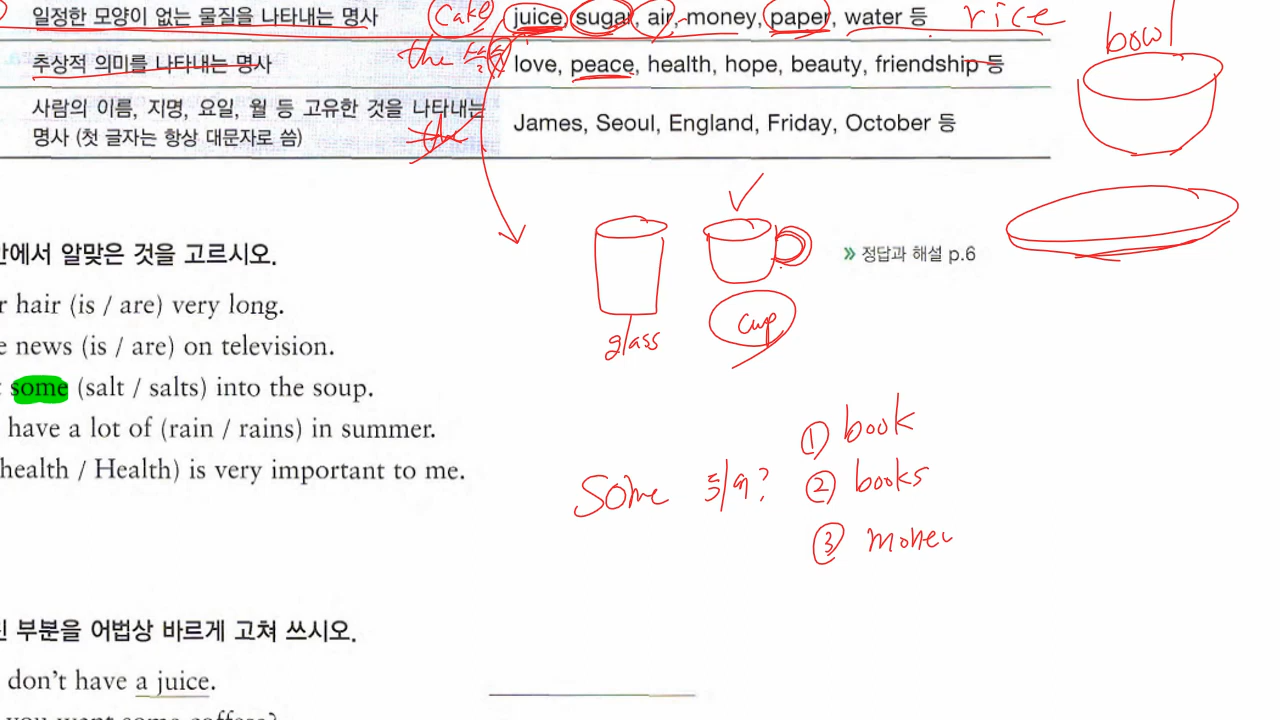 일정한 모양이 없는 물질을 나타내는 명사 Cake juice, sugar, air, money, paper, water 등 rice
bowl
the
추상적 의미를 나타내는 명사 love, peace, health, hope, beauty, friendship 등
사람의 이름, 지명, 요일, 월 등 고유한 것을 나타내는
명사 (첫 글자는 항상 대문자로 씀) the James, Seoul, England, Friday, October 등
안에서 알맞은 것을 고르시오.
» 정답과 해설 p.6
hair (is / are) very long.
news (is / are) on television.
some (salt / salts) into the soup.
have a lot of (rain / rains) in summer.
health / Health) is very important to me.
glass
cup
① book
Some ② books
③ money
부분을 어법상 바르게 고쳐 쓰시오.
don't have a juice.